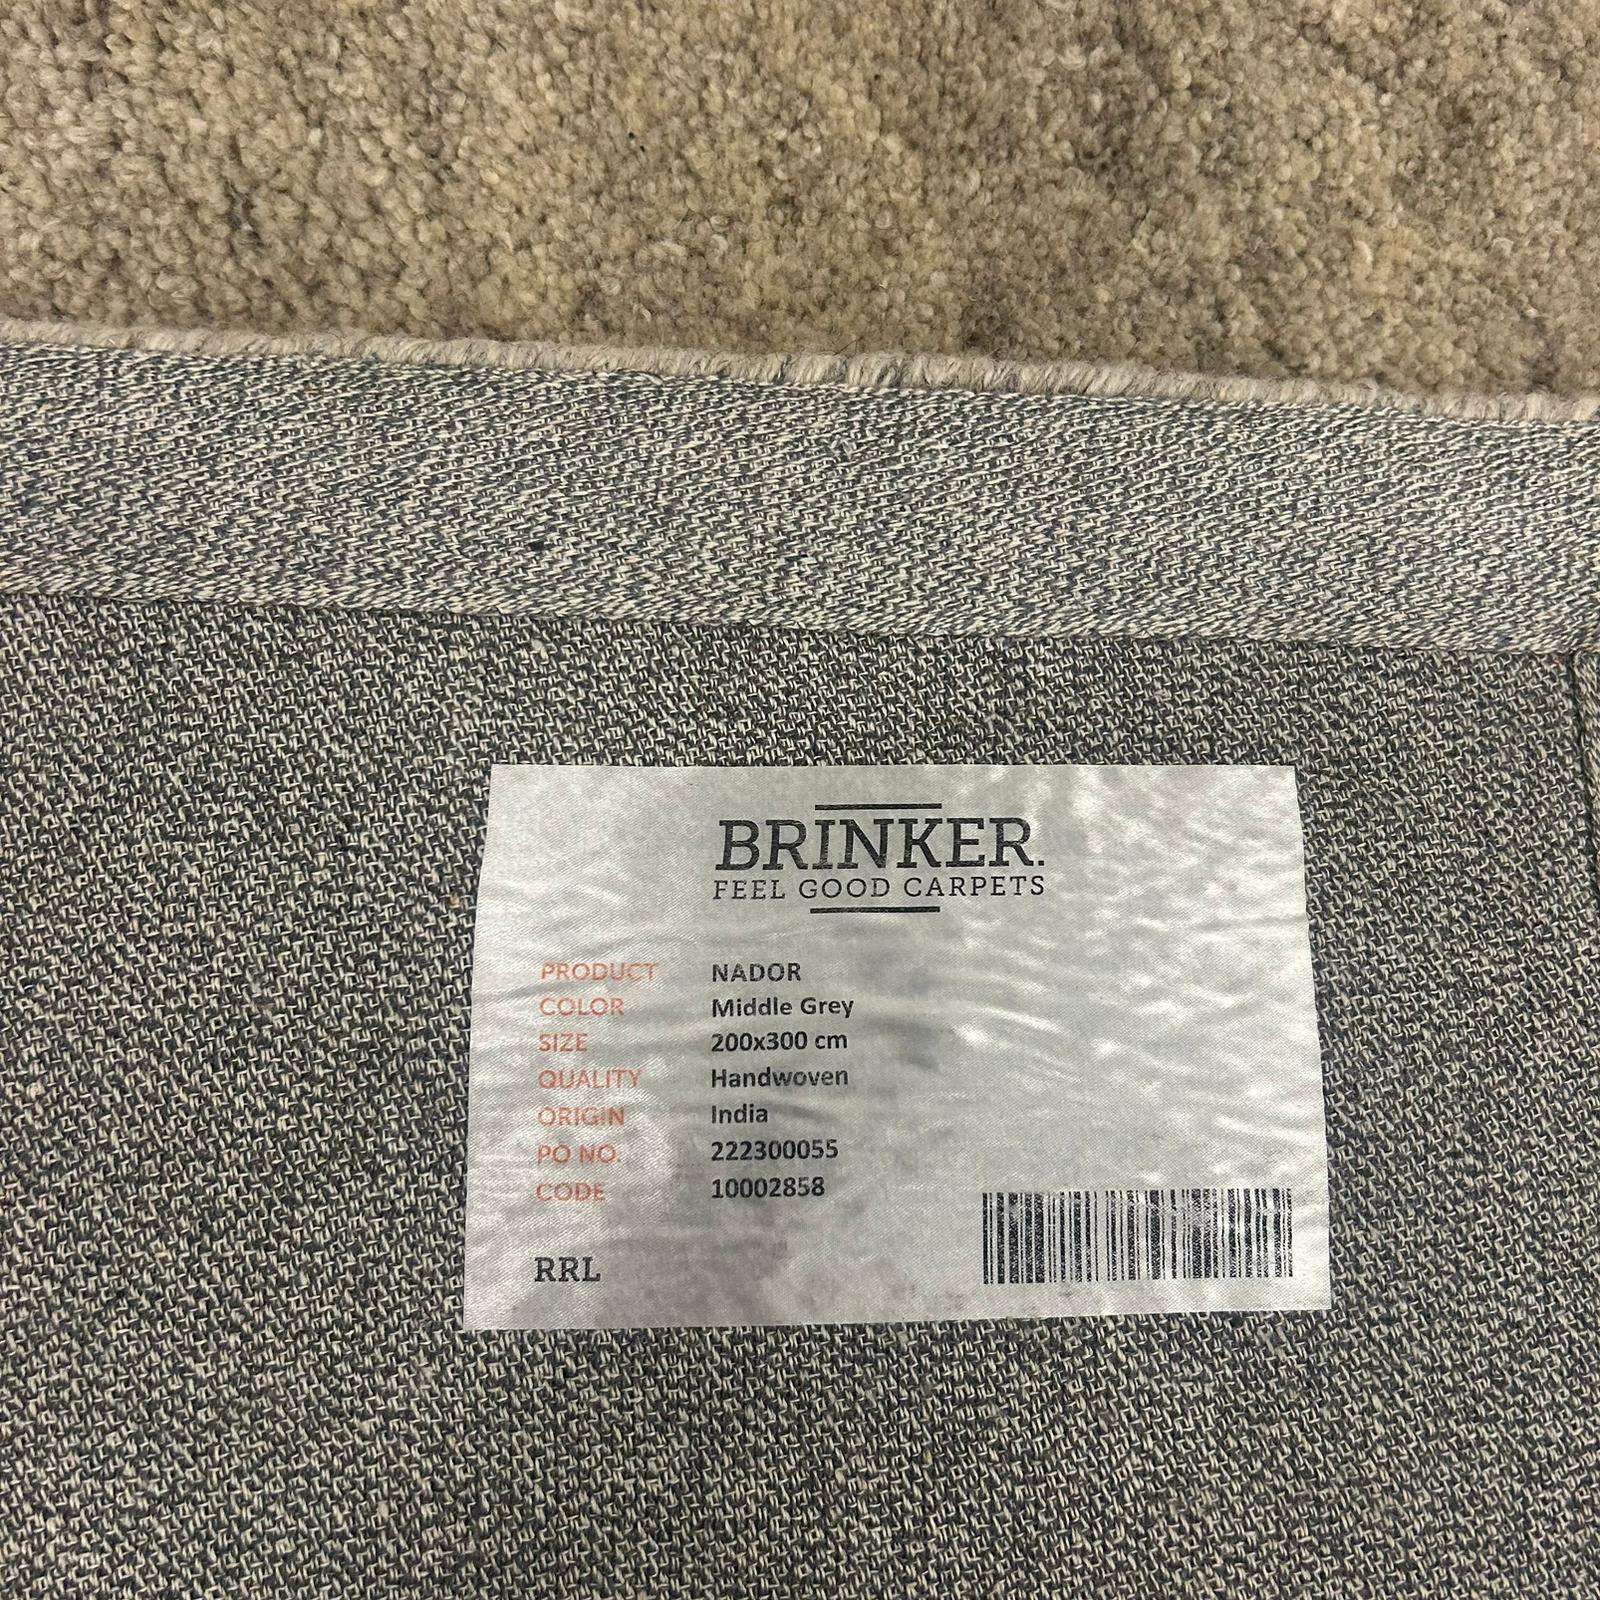 BRINKER.
FEEL GOOD CARPETS
PRODUCT NADOR
COLOR Middle Grey
SIZE 200x300 cm
QUALITY Handwoven
ORIGIN India
PO NO. 222300055
CODE 10002858
RRL